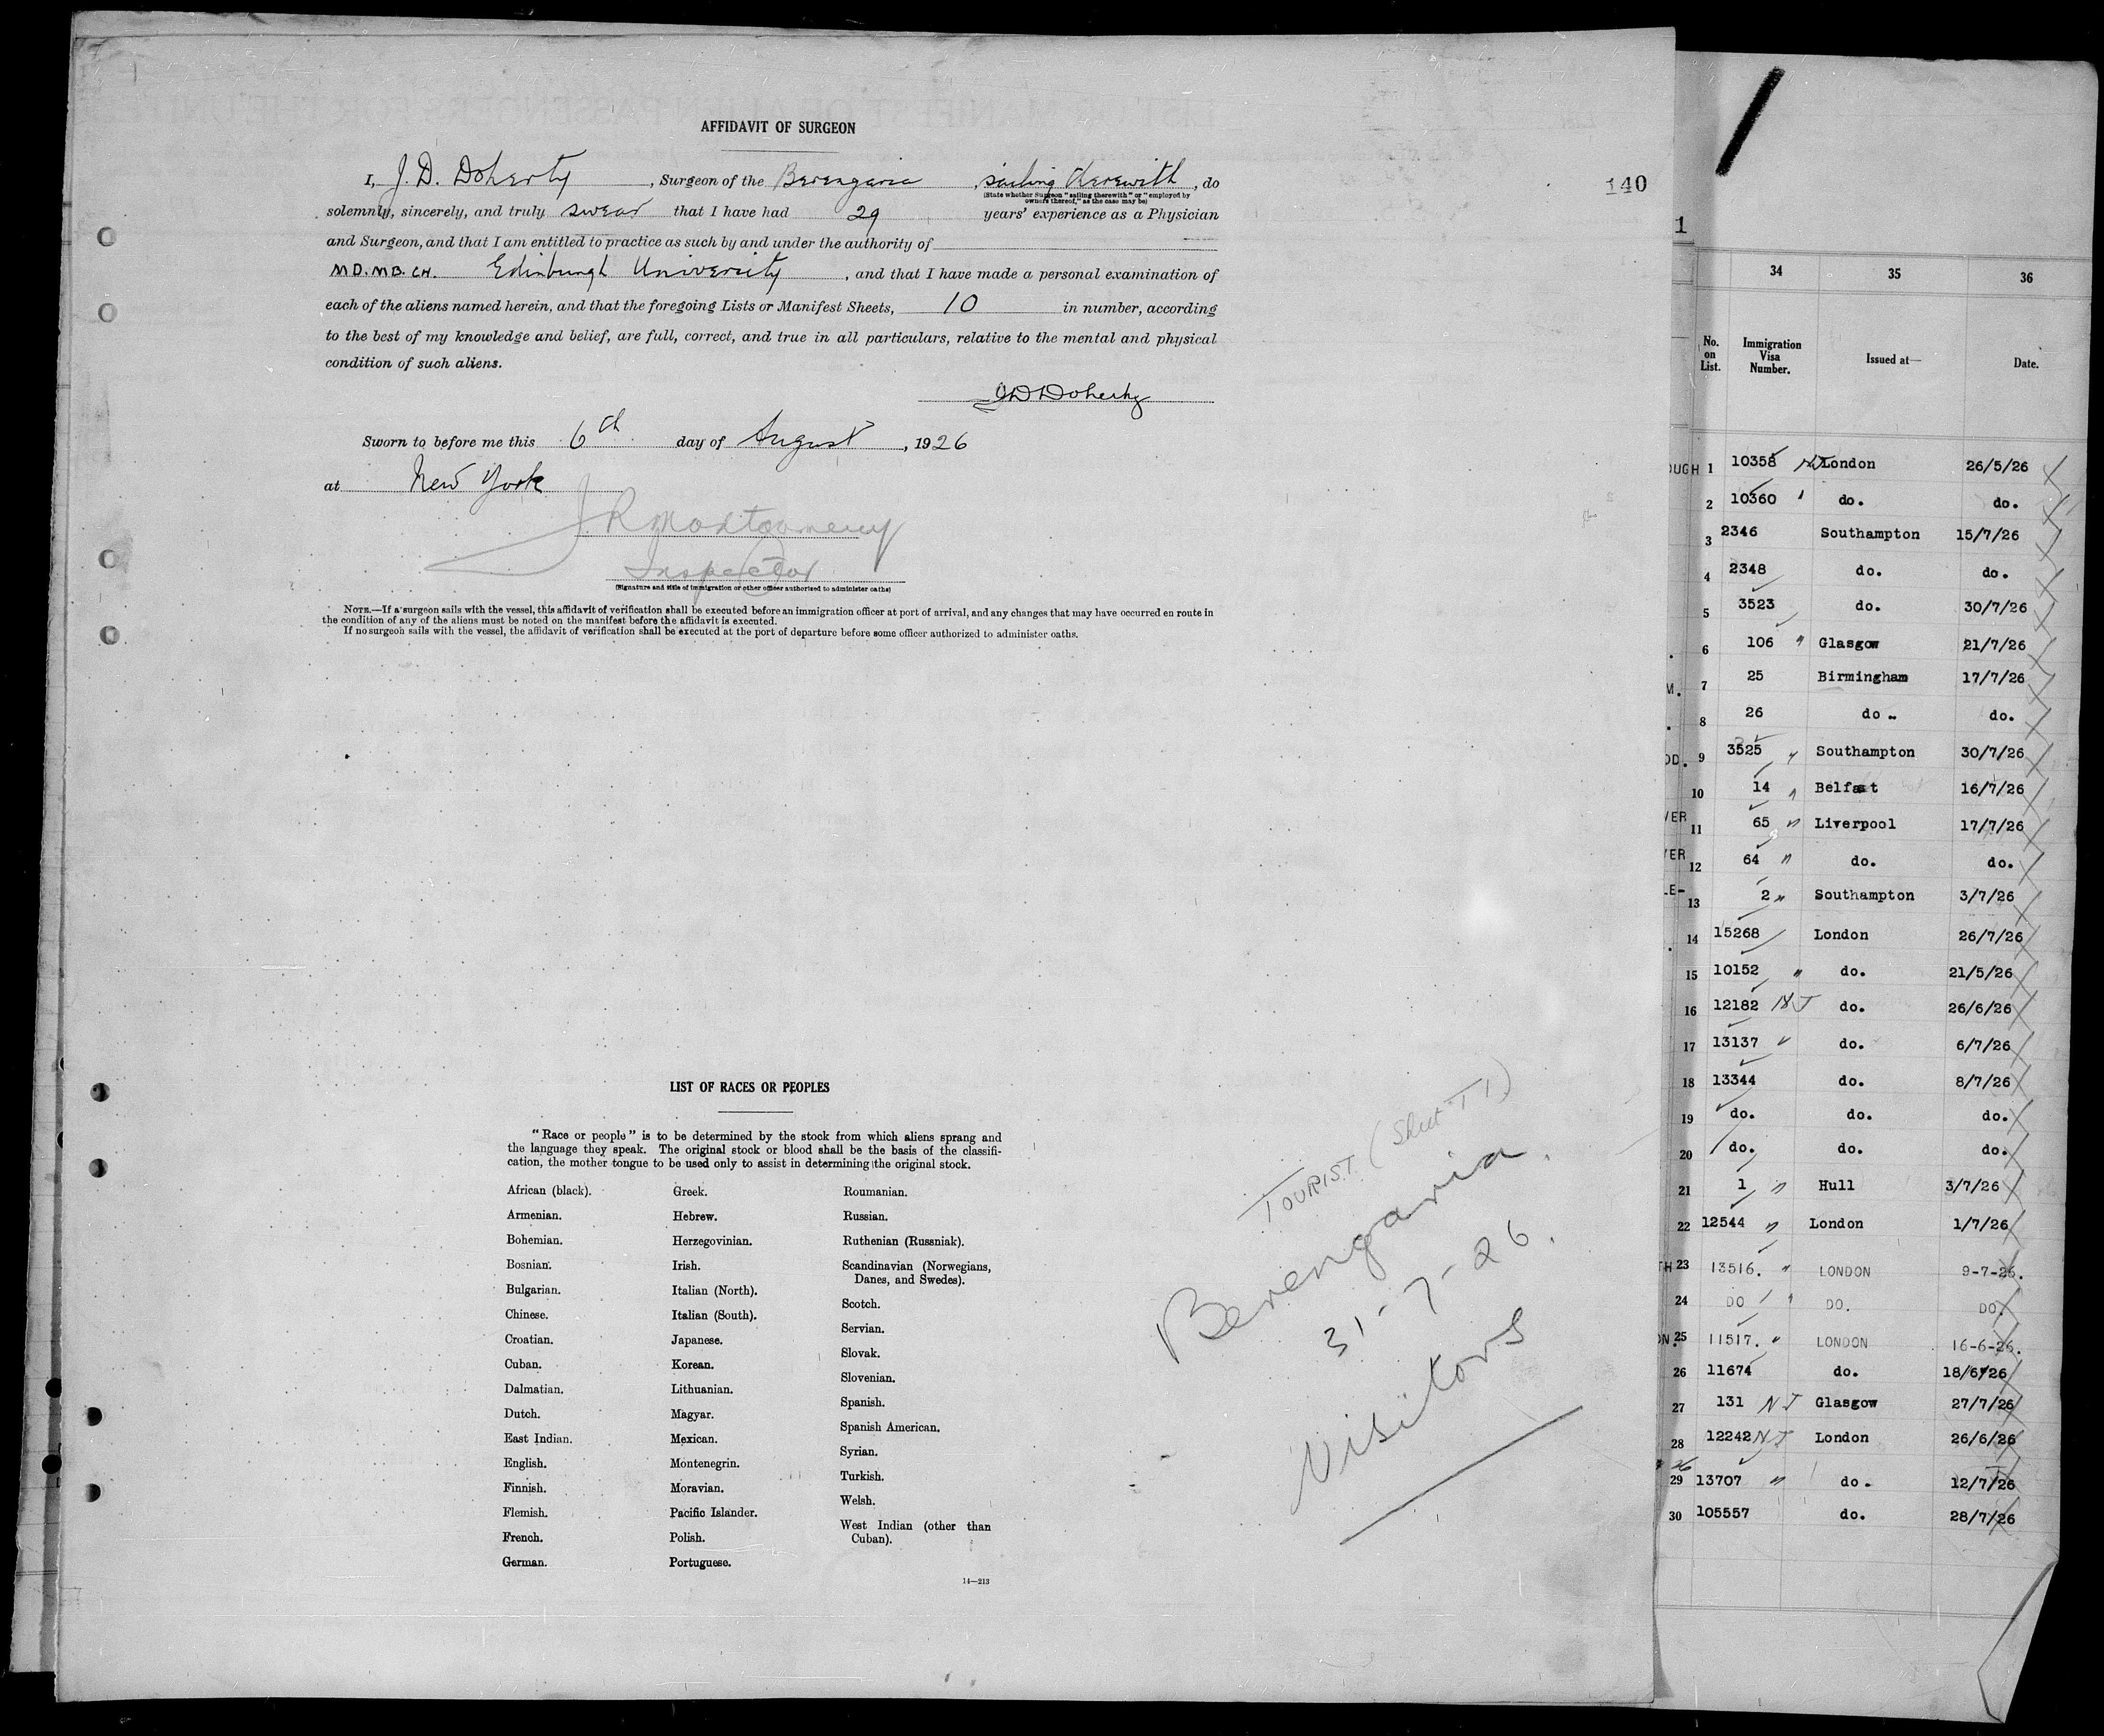 AFFIDAVIT OF SURGEON
I, J. D. Doherty, Surgeon of the Berengaria, sailing therewith, do
(State whether Surgeon "sailing therewith" or "employed by
owners thereof," as the case may be)
solemnly, sincerely, and truly swear that I have had 29 years' experience as a Physician
and Surgeon, and that I am entitled to practice as such by and under the authority of
M D. M B. C H. Edinburgh University, and that I have made a personal examination of
each of the aliens named herein, and that the foregoing Lists or Manifest Sheets, 10 in number, according
to the best of my knowledge and belief, are full, correct, and true in all particulars, relative to the mental and physical
condition of such aliens.
J D Doherty
Sworn to before me this 6th day of August, 1926
at New York
J R Montgomery
Inspector
(Signature and title of immigration or other officer authorized to administer oaths)
NOTE.—If a surgeon sails with the vessel, this affidavit of verification shall be executed before an immigration officer at port of arrival, and any changes that may have occurred en route in
the condition of any of the aliens must be noted on the manifest before the affidavit is executed.
If no surgeon sails with the vessel, the affidavit of verification shall be executed at the port of departure before some officer authorized to administer oaths.
LIST OF RACES OR PEOPLES
"Race or people" is to be determined by the stock from which aliens sprang and
the language they speak. The original stock or blood shall be the basis of the classifi-
cation, the mother tongue to be used only to assist in determining the original stock.
African (black).
Armenian.
Bohemian.
Bosnian.
Bulgarian.
Chinese.
Croatian.
Cuban.
Dalmatian.
Dutch.
East Indian.
English.
Finnish.
Flemish.
French.
German.
Greek.
Hebrew.
Herzegovinian.
Irish.
Italian (North).
Italian (South).
Japanese.
Korean.
Lithuanian.
Magyar.
Mexican.
Montenegrin.
Moravian.
Pacific Islander.
Polish.
Portuguese.
Roumanian.
Russian.
Ruthenian (Russniak).
Scandinavian (Norwegians,
Danes, and Swedes).
Scotch.
Servian.
Slovak.
Slovenian.
Spanish.
Spanish American.
Syrian.
Turkish.
Welsh.
West Indian (other than
Cuban).
14—213
TOURIST (Sheet T1)
Berengaria.
31-7-26.
Visitors
140
1
34 35 36
No. on List. Immigration Visa Number. Issued at— Date.
OUGH 1 10358 NJ London 26/5/26
2 10360 do. do.
3 2346 Southampton 15/7/26
4 2348 do. do.
5 3523 do. 30/7/26
6 106 " Glasgow 21/7/26
M. 7 25 Birmingham 17/7/26
8 26 do. do.
OD. 9 3525 " Southampton 30/7/26
10 14 " Belfast 16/7/26
VER 11 65 " Liverpool 17/7/26
VER 12 64 " do. do.
LE- 13 2 " Southampton 3/7/26
14 15268 London 26/7/26
15 10152 " do. 21/5/26
16 12182 NJ do. 26/6/26
17 13137 do. 6/7/26
18 13344 do. 8/7/26
19 do. do. do.
20 do. do. do.
21 1 " Hull 3/7/26
22 12544 " London 1/7/26
TH 23 13516. " LONDON 9-7-26.
24 DO " DO. DO.
ON. 25 11517. " LONDON 16-6-26.
26 11674 do. 18/6/26
27 131 NJ Glasgow 27/7/26
28 12242 NJ London 26/6/26
29 13707 " do. 12/7/26
30 105557 do. 28/7/26